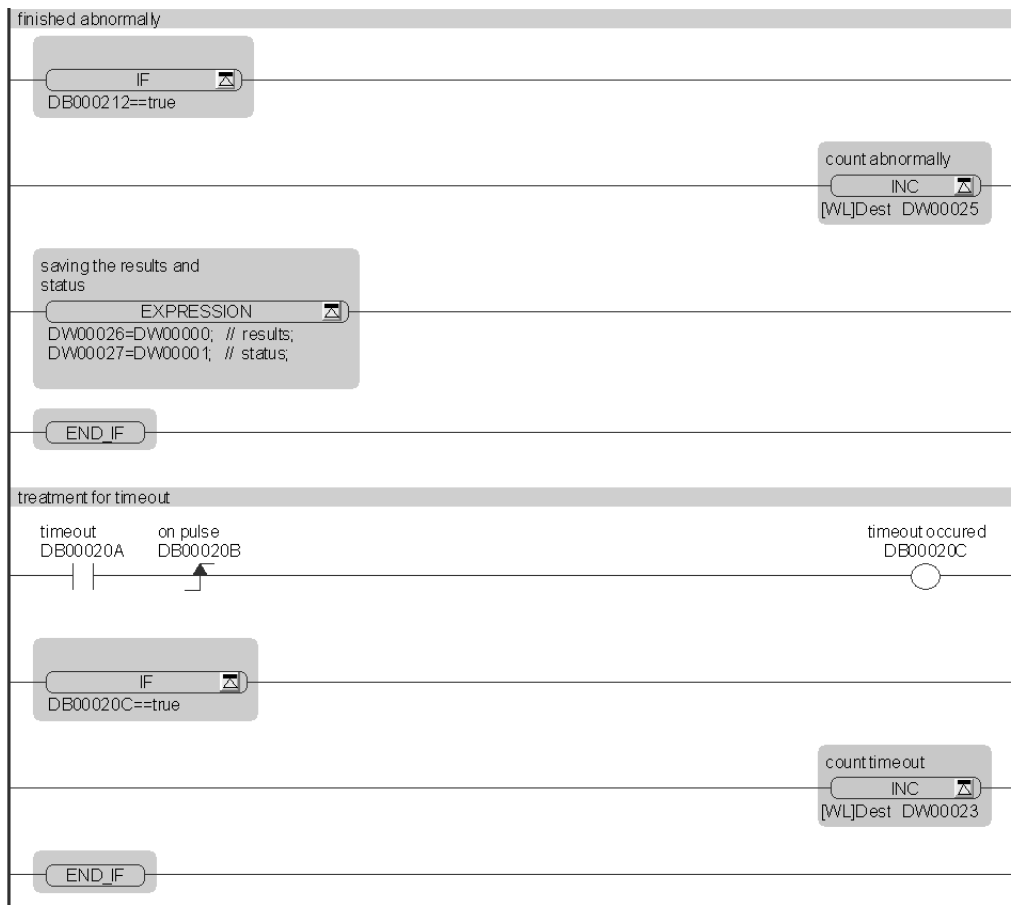 finished abnormally
IF
DB000212==true
count abnormally
INC
[WL]Dest DW00025
saving the results and
status
EXPRESSION
DW00026=DW00000; // results;
DW00027=DW00001; // status;
END_IF
treatment for timeout
timeout on pulse timeout occured
DB00020A DB00020B DB00020C
IF
DB00020C==true
count timeout
INC
[WL]Dest DW00023
END_IF